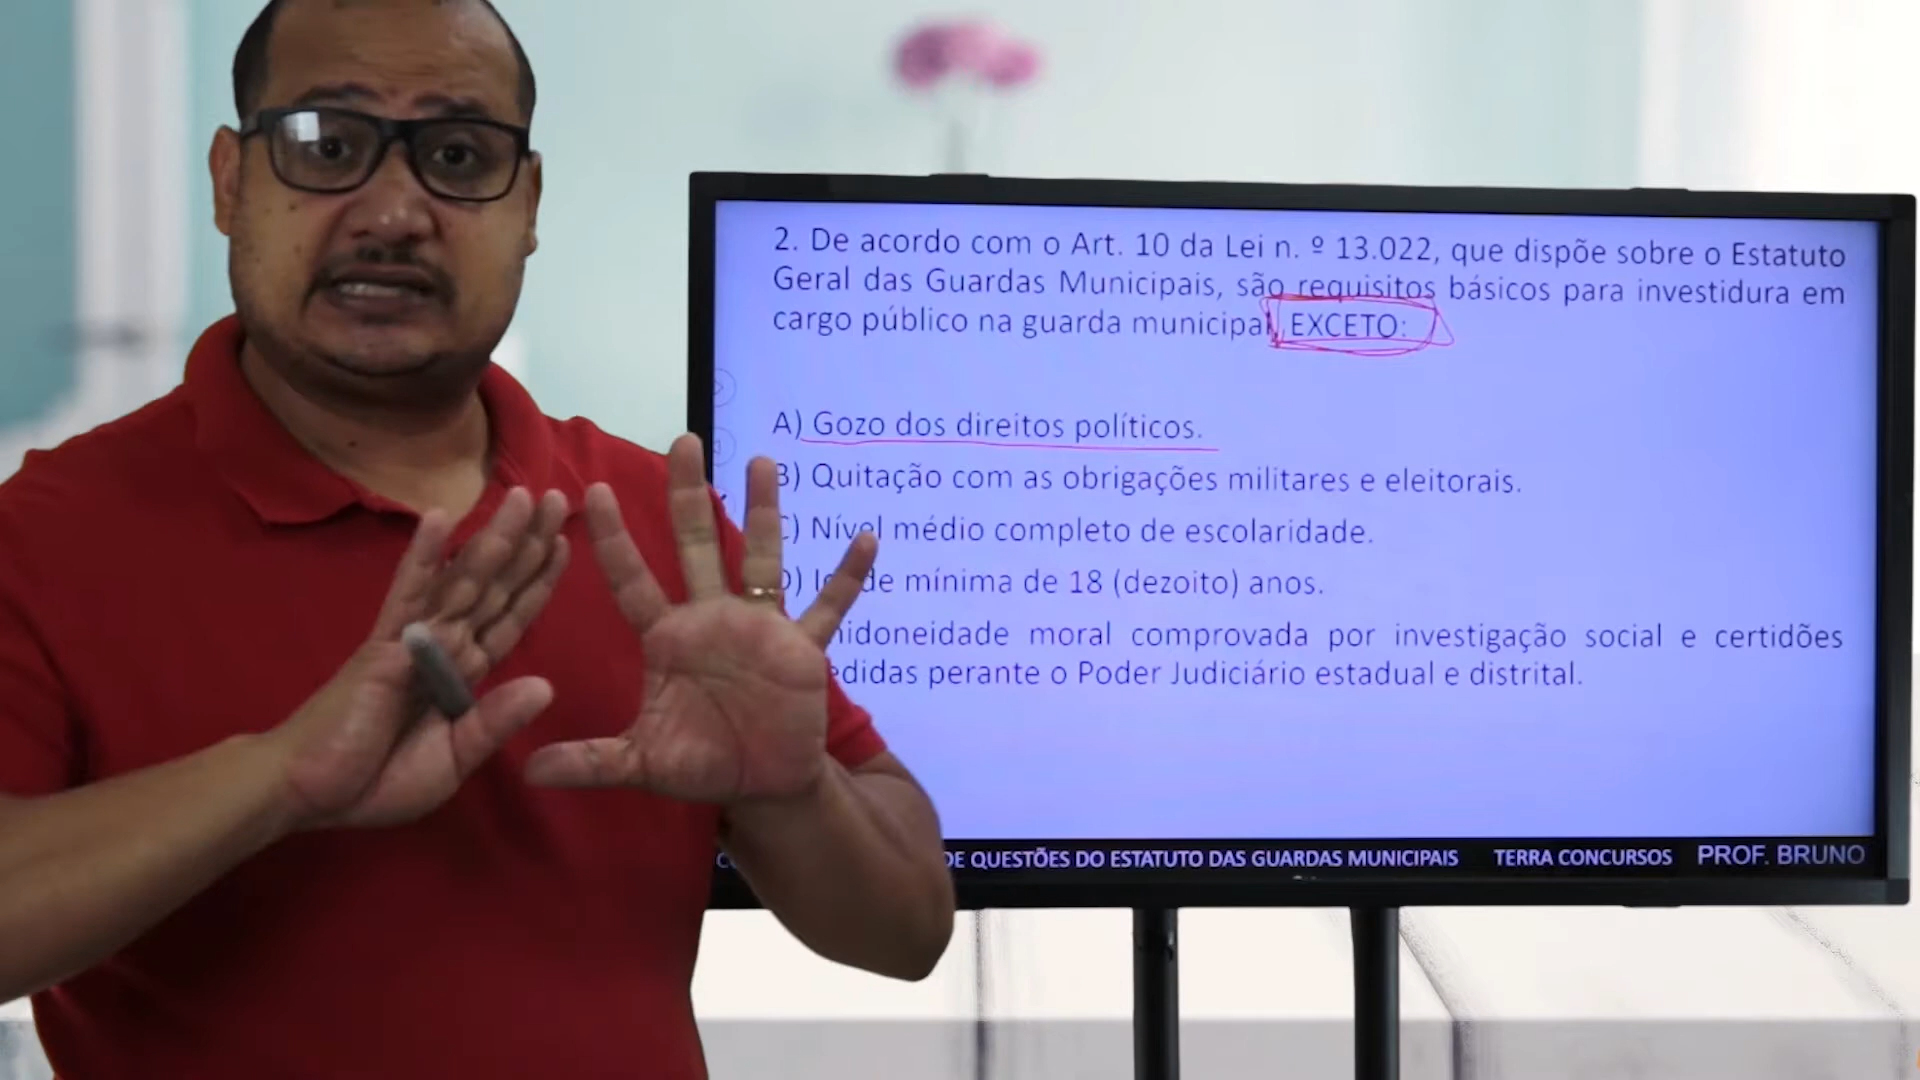 2. De acordo com o Art. 10 da Lei n. º 13.022, que dispõe sobre o Estatuto
Geral das Guardas Municipais, são requisitos básicos para investidura em
cargo público na guarda municipal, EXCETO:
A) Gozo dos direitos políticos.
B) Quitação com as obrigações militares e eleitorais.
C) Nível médio completo de escolaridade.
D) Idade mínima de 18 (dezoito) anos.
idoneidade moral comprovada por investigação social e certidões
perante o Poder Judiciário estadual e distrital.
DE QUESTÕES DO ESTATUTO DAS GUARDAS MUNICIPAIS TERRA CONCURSOS PROF. BRUNO